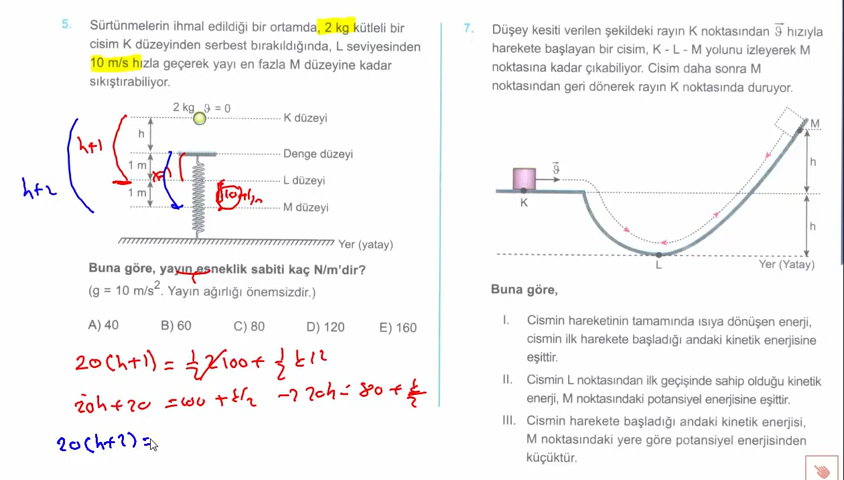 5. Sürtünmelerin ihmal edildiği bir ortamda, 2 kg kütleli bir
cisim K düzeyinden serbest bırakıldığında, L seviyesinden
10 m/s hızla geçerek yayı en fazla M düzeyine kadar
sıkıştırabiliyor.
2 kg ϑ = 0
K düzeyi
h
h+1
Denge düzeyi
1 m
h+2
L düzeyi
1 m
M düzeyi
Yer (yatay)
Buna göre, yayın esneklik sabiti kaç N/m'dir?
(g = 10 m/s². Yayın ağırlığı önemsizdir.)
A) 40 B) 60 C) 80 D) 120 E) 160
20(h+1) = 1/2 2 100 + 1/2 k 1²
20h + 20 = 100 + k/2 → 20h = 80 + k/2
20(h+2) =
7. Düşey kesiti verilen şekildeki rayın K noktasından ϑ hızıyla
harekete başlayan bir cisim, K - L - M yolunu izleyerek M
noktasına kadar çıkabiliyor. Cisim daha sonra M
noktasından geri dönerek rayın K noktasında duruyor.
M
ϑ
h
K
h
L
Yer (Yatay)
Buna göre,
I. Cismin hareketinin tamamında ısıya dönüşen enerji,
cismin ilk harekete başladığı andaki kinetik enerjisine
eşittir.
II. Cismin L noktasından ilk geçişinde sahip olduğu kinetik
enerji, M noktasındaki potansiyel enerjisine eşittir.
III. Cismin harekete başladığı andaki kinetik enerjisi,
M noktasındaki yere göre potansiyel enerjisinden
küçüktür.